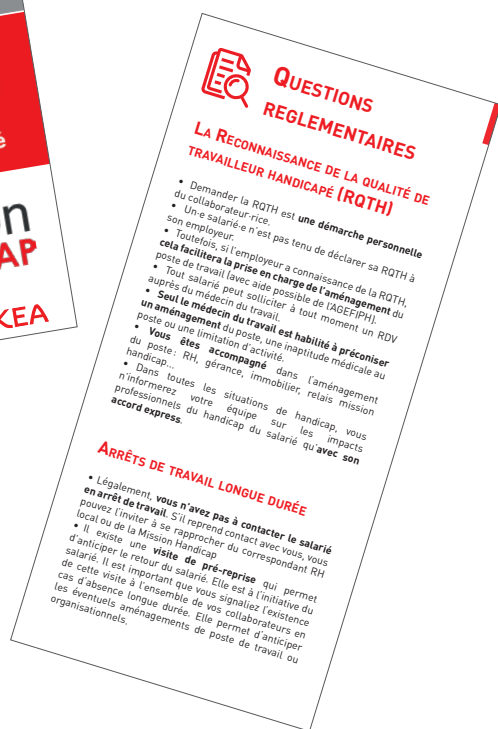 é
n
AP
KEA
QUESTIONS
REGLEMENTAIRES
LA RECONNAISSANCE DE LA QUALITÉ DE
TRAVAILLEUR HANDICAPÉ (RQTH)
• Demander la RQTH est une démarche personnelle
du collaborateur·rice.
• Un·e salarié·e n'est pas tenu de déclarer sa RQTH à
son employeur.
• Toutefois, si l'employeur a connaissance de la RQTH,
cela facilitera la prise en charge de l'aménagement du
poste de travail (avec aide possible de l'AGEFIPH).
• Tout salarié peut solliciter à tout moment un RDV
auprès du médecin du travail.
• Seul le médecin du travail est habilité à préconiser
un aménagement du poste, une inaptitude médicale au
poste ou une limitation d'activité.
• Vous êtes accompagné dans l'aménagement
du poste : RH, gérance, immobilier, relais mission
handicap...
• Dans toutes les situations de handicap, vous
n'informerez votre équipe sur les impacts
professionnels du handicap du salarié qu'avec son
accord express.
ARRÊTS DE TRAVAIL LONGUE DURÉE
• Légalement, vous n'avez pas à contacter le salarié
en arrêt de travail. S'il reprend contact avec vous, vous
pouvez l'inviter à se rapprocher du correspondant RH
local ou de la Mission Handicap
• Il existe une visite de pré-reprise qui permet
d'anticiper le retour du salarié. Elle est à l'initiative du
salarié. Il est important que vous signaliez l'existence
de cette visite à l'ensemble de vos collaborateurs en
cas d'absence longue durée. Elle permet d'anticiper
les éventuels aménagements de poste de travail ou
organisationnels.